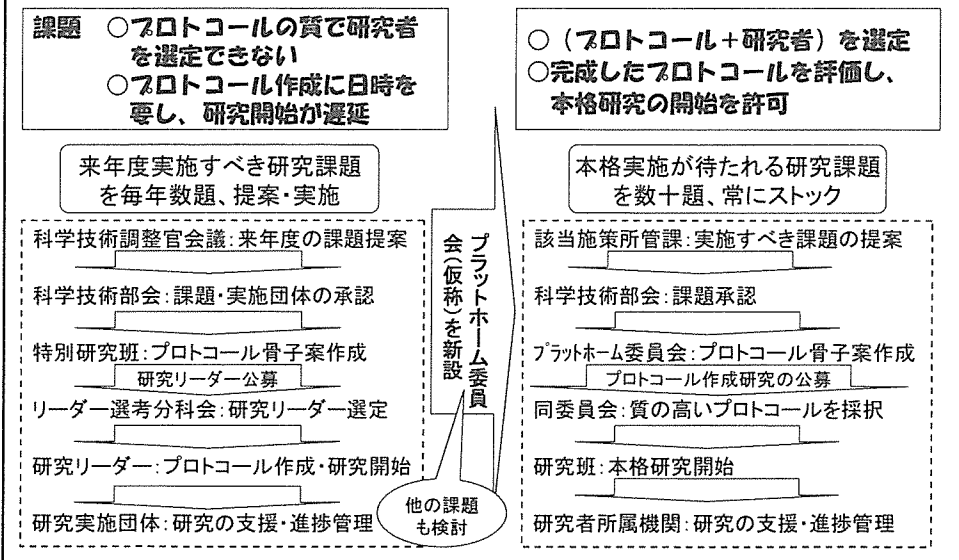 課題　○プロトコールの質で研究者
を選定できない
○プロトコール作成に日時を
要し、研究開始が遅延
来年度実施すべき研究課題
を毎年数題、提案・実施
科学技術調整官会議：来年度の課題提案
科学技術部会：課題・実施団体の承認
特別研究班：プロトコール骨子案作成
研究リーダー公募
リーダー選考分科会：研究リーダー選定
研究リーダー：プロトコール作成・研究開始
研究実施団体：研究の支援・進捗管理
プラットホーム委員
会（仮称）を新設
他の課題
も検討
○（プロトコール＋研究者）を選定
○完成したプロトコールを評価し、
本格研究の開始を許可
本格実施が待たれる研究課題
を数十題、常にストック
該当施策所管課：実施すべき課題の提案
科学技術部会：課題承認
プラットホーム委員会：プロトコール骨子案作成
プロトコール作成研究の公募
同委員会：質の高いプロトコールを採択
研究班：本格研究開始
研究者所属機関：研究の支援・進捗管理